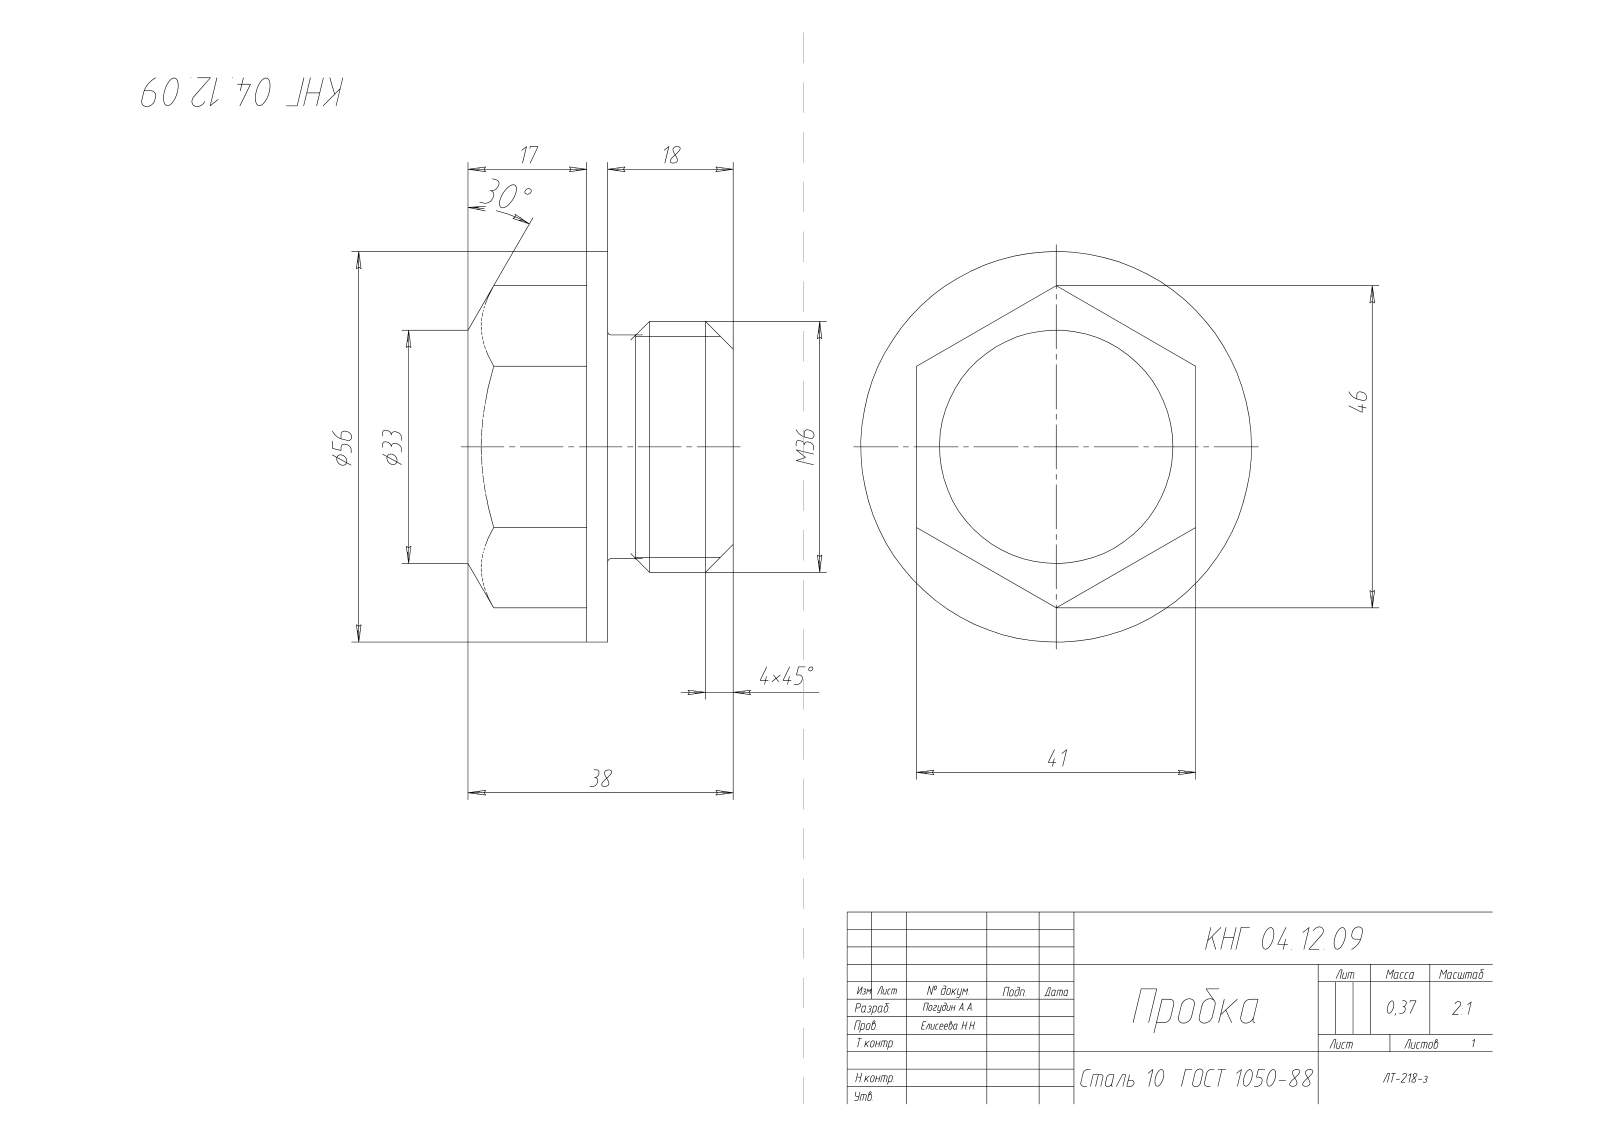 КНГ 04.12.09
17
18
30°
ϕ56
ϕ33
М36
46
4×45°
41
38
КНГ 04.12.09
Лит.
Масса
Масштаб
Изм
Лист
№ докум.
Подп.
Дата
Пробка
0,37
2:1
Разраб.
Погудин А.А.
Пров.
Елисеева Н.Н.
Т.контр.
Лист
Листов
1
Н.контр.
Сталь 10 ГОСТ 1050-88
ЛТ-218-з
Утв.